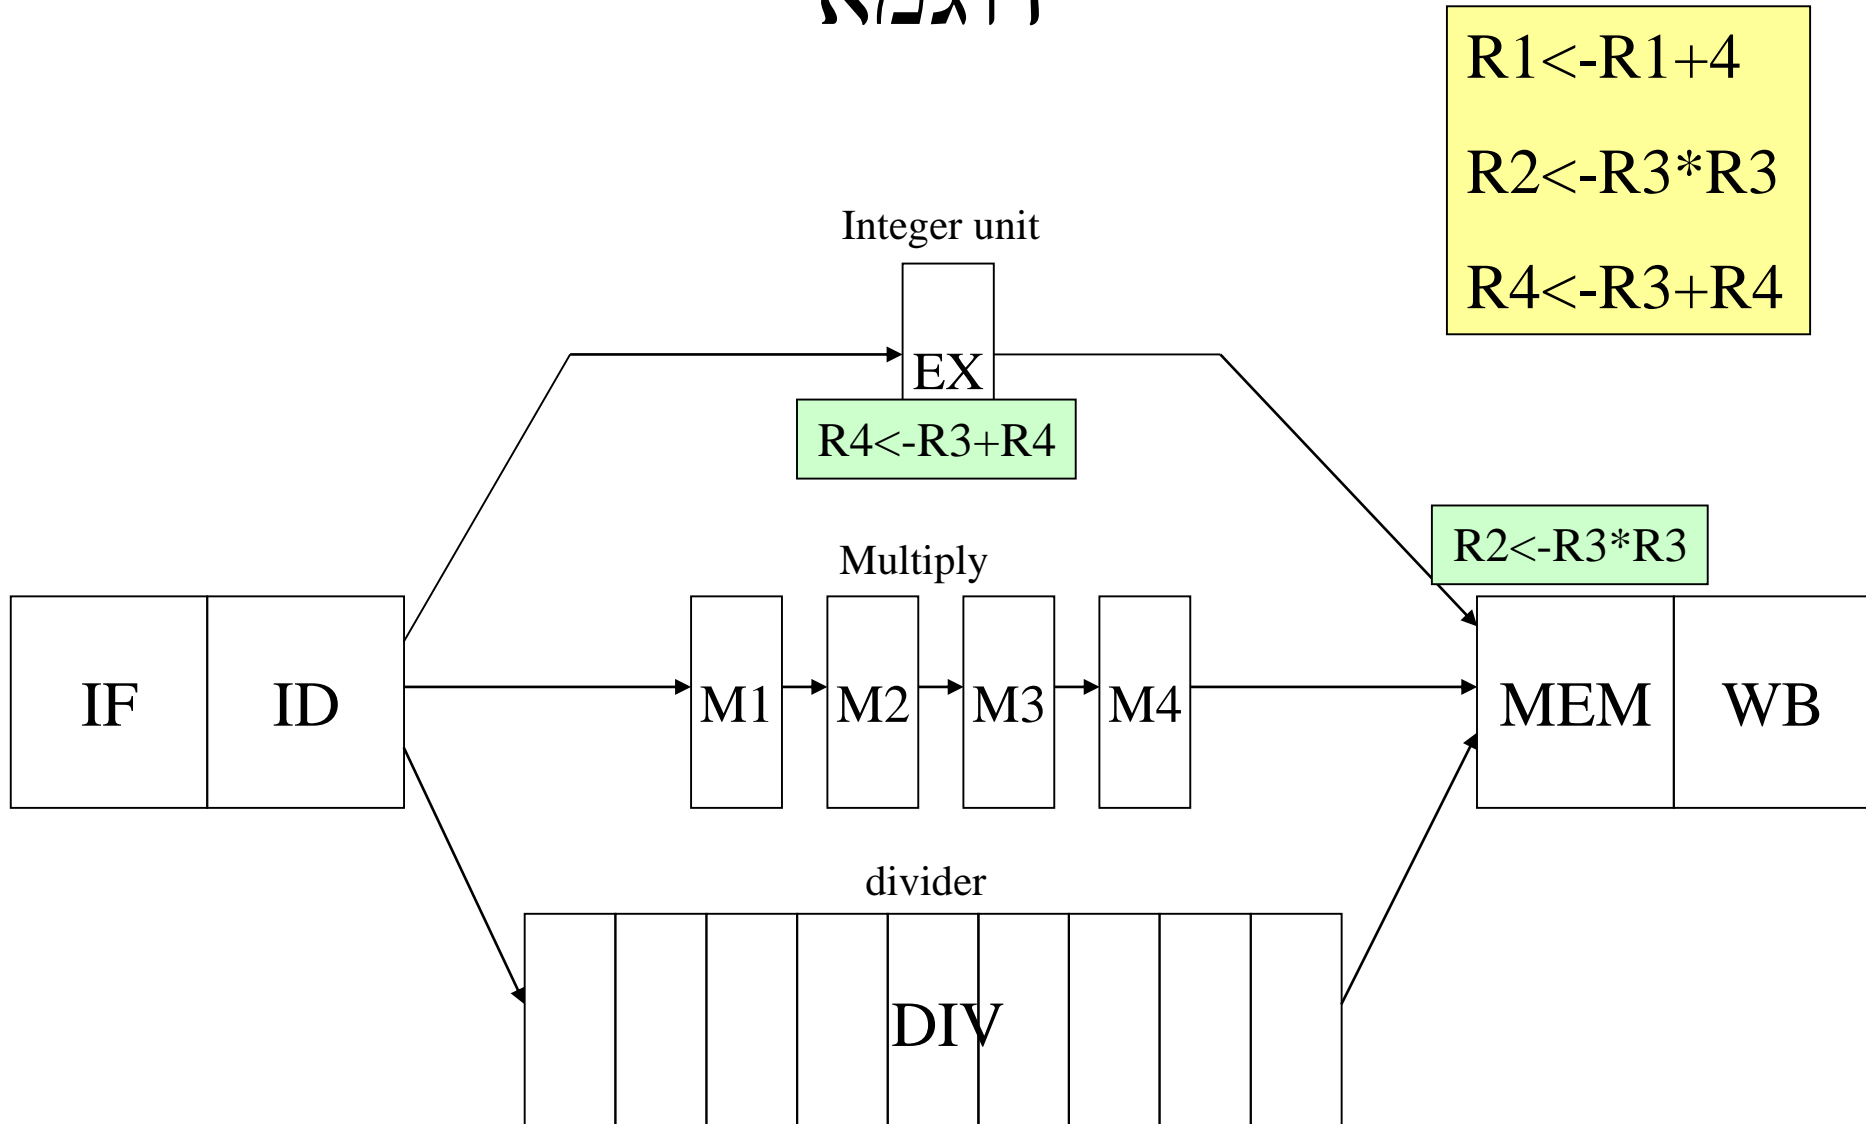 R1<-R1+4
R2<-R3*R3
R4<-R3+R4
Integer unit
EX
R4<-R3+R4
R2<-R3*R3
Multiply
IF
ID
M1
M2
M3
M4
MEM
WB
divider
DIV